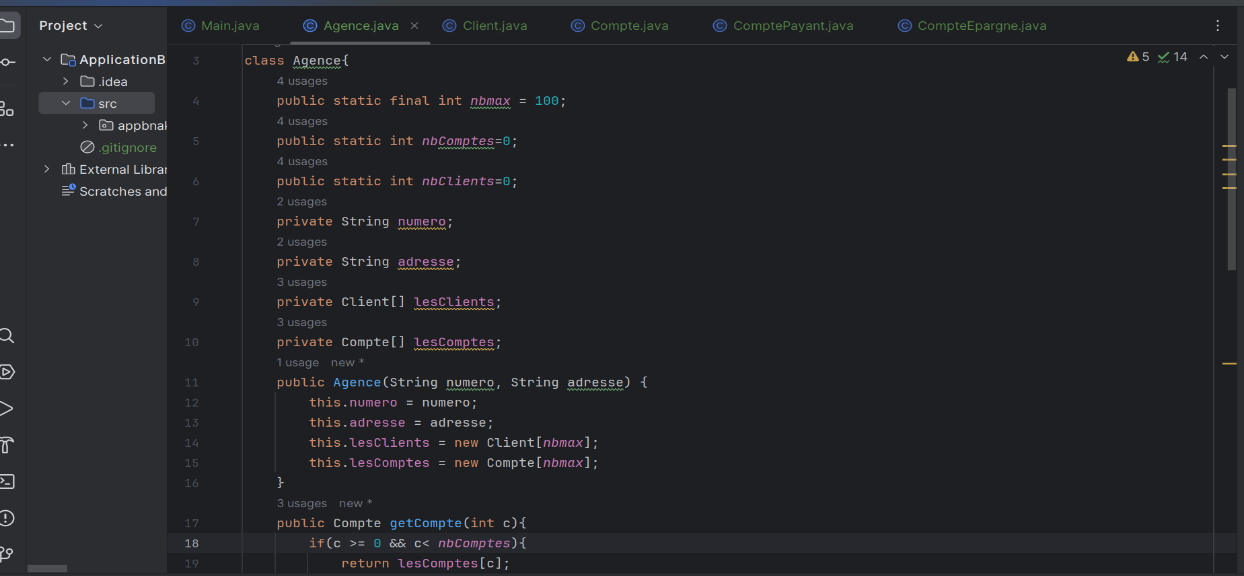 Project
Main.java Agence.java Client.java Compte.java ComptePayant.java CompteEpargne.java
ApplicationB
.idea
src
appbnak
.gitignore
External Librar
Scratches and
5 14
3 class Agence{
4 usages
4 public static final int nbmax = 100;
4 usages
5 public static int nbComptes=0;
4 usages
6 public static int nbClients=0;
2 usages
7 private String numero;
2 usages
8 private String adresse;
3 usages
9 private Client[] lesClients;
3 usages
10 private Compte[] lesComptes;
1 usage new *
11 public Agence(String numero, String adresse) {
12 this.numero = numero;
13 this.adresse = adresse;
14 this.lesClients = new Client[nbmax];
15 this.lesComptes = new Compte[nbmax];
16 }
3 usages new *
17 public Compte getCompte(int c){
18 if(c >= 0 && c< nbComptes){
19 return lesComptes[c];